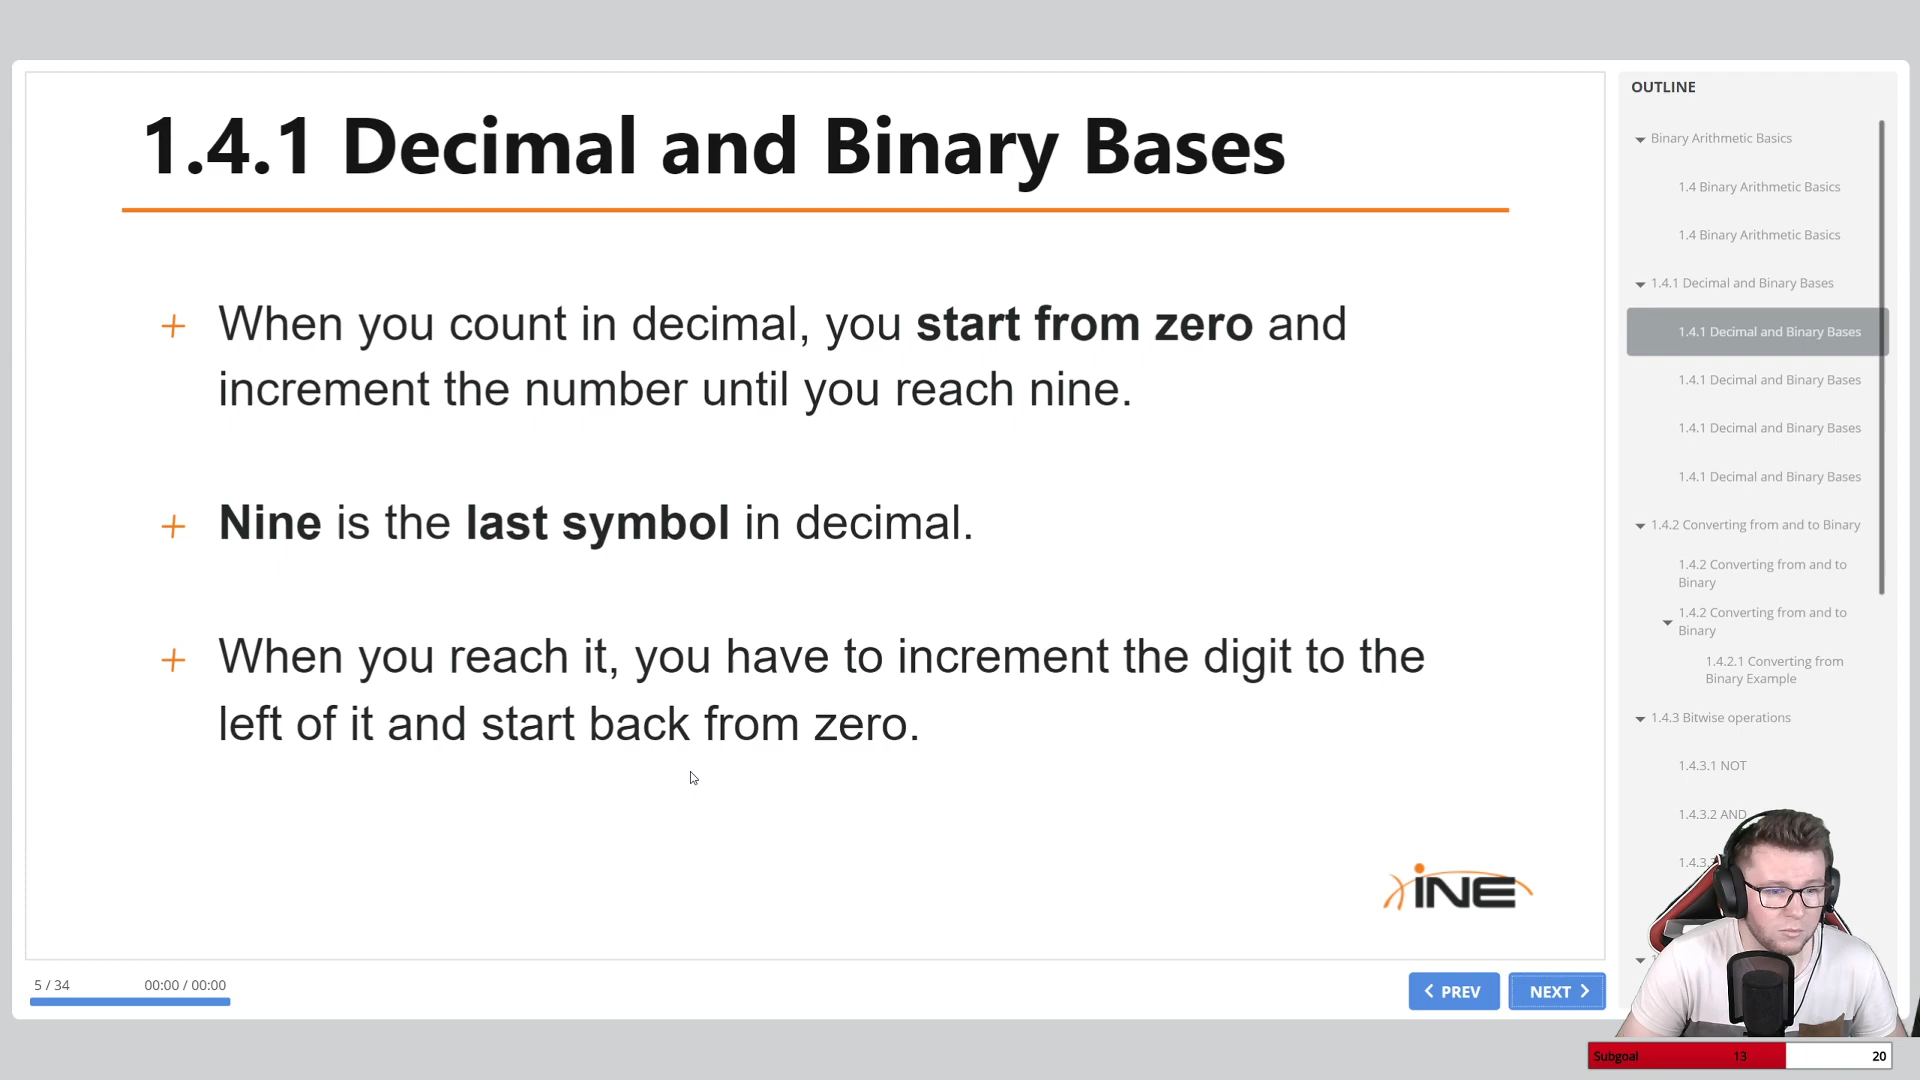 1.4.1 Decimal and Binary Bases
+ When you count in decimal, you start from zero and
increment the number until you reach nine.
+ Nine is the last symbol in decimal.
+ When you reach it, you have to increment the digit to the
left of it and start back from zero.
iNE
5 / 34
00:00 / 00:00
PREV
NEXT
OUTLINE
Binary Arithmetic Basics
1.4 Binary Arithmetic Basics
1.4 Binary Arithmetic Basics
1.4.1 Decimal and Binary Bases
1.4.1 Decimal and Binary Bases
1.4.1 Decimal and Binary Bases
1.4.1 Decimal and Binary Bases
1.4.1 Decimal and Binary Bases
1.4.2 Converting from and to Binary
1.4.2 Converting from and to
Binary
1.4.2 Converting from and to
Binary
1.4.2.1 Converting from
Binary Example
1.4.3 Bitwise operations
1.4.3.1 NOT
1.4.3.2 AND
Subgoal 13 20